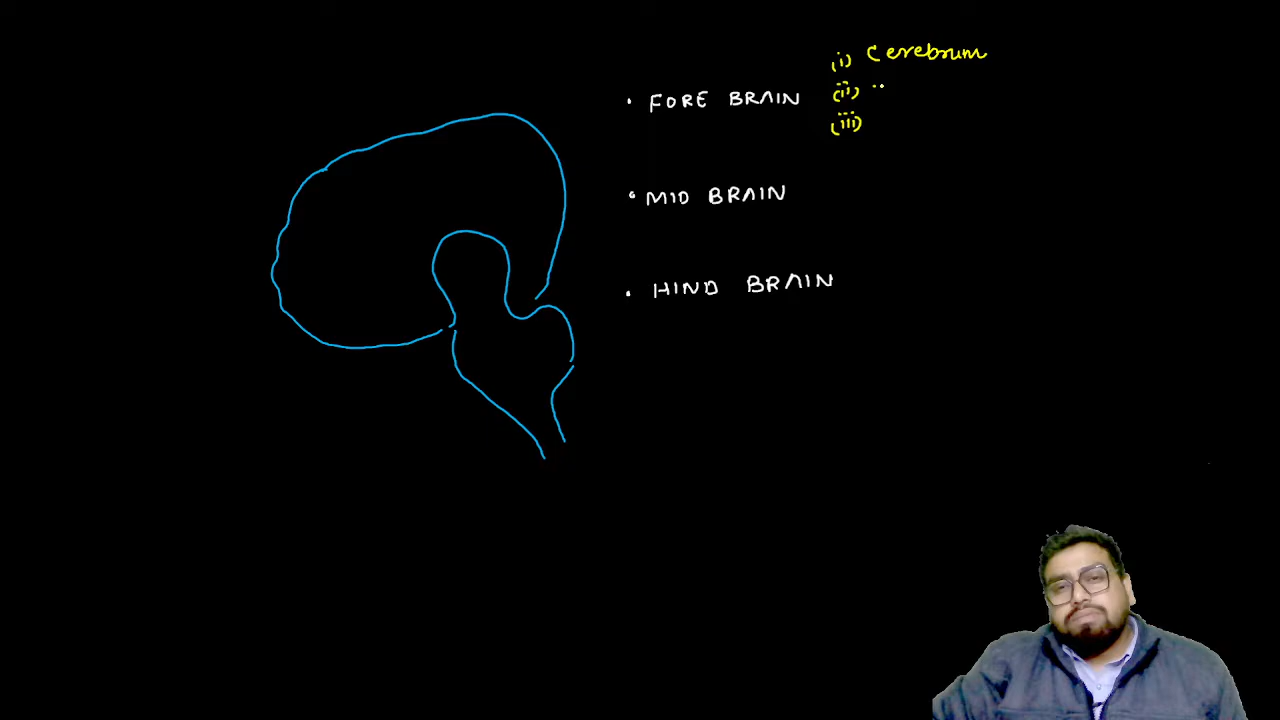 (i) Cerebrum
• FORE BRAIN (ii)
(iii)
• MID BRAIN
• HIND BRAIN